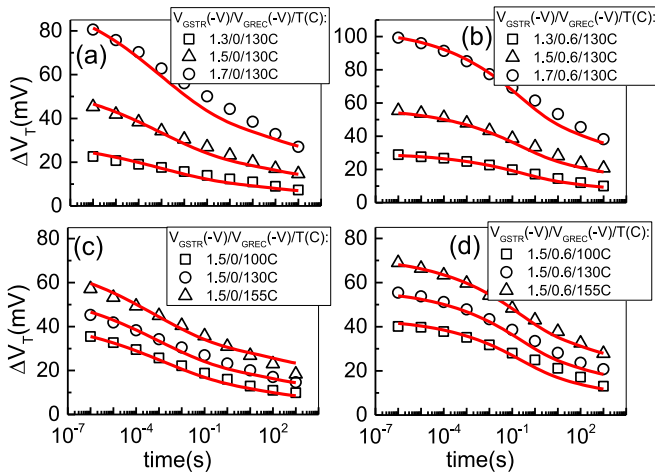 V_GSTR(-V)/V_GREC(-V)/T(C):
1.3/0/130C
1.5/0/130C
1.7/0/130C
(a)
80
60
40
20
0
ΔV_T(mV)
V_GSTR(-V)/V_GREC(-V)/T(C):
1.3/0.6/130C
1.5/0.6/130C
1.7/0.6/130C
(b)
100
80
60
40
20
0
V_GSTR(-V)/V_GREC(-V)/T(C):
1.5/0/100C
1.5/0/130C
1.5/0/155C
(c)
80
60
40
20
0
ΔV_T(mV)
10^-7 10^-4 10^-1 10^2
time(s)
V_GSTR(-V)/V_GREC(-V)/T(C):
1.5/0.6/100C
1.5/0.6/130C
1.5/0.6/155C
(d)
80
60
40
20
0
10^-7 10^-4 10^-1 10^2
time(s)